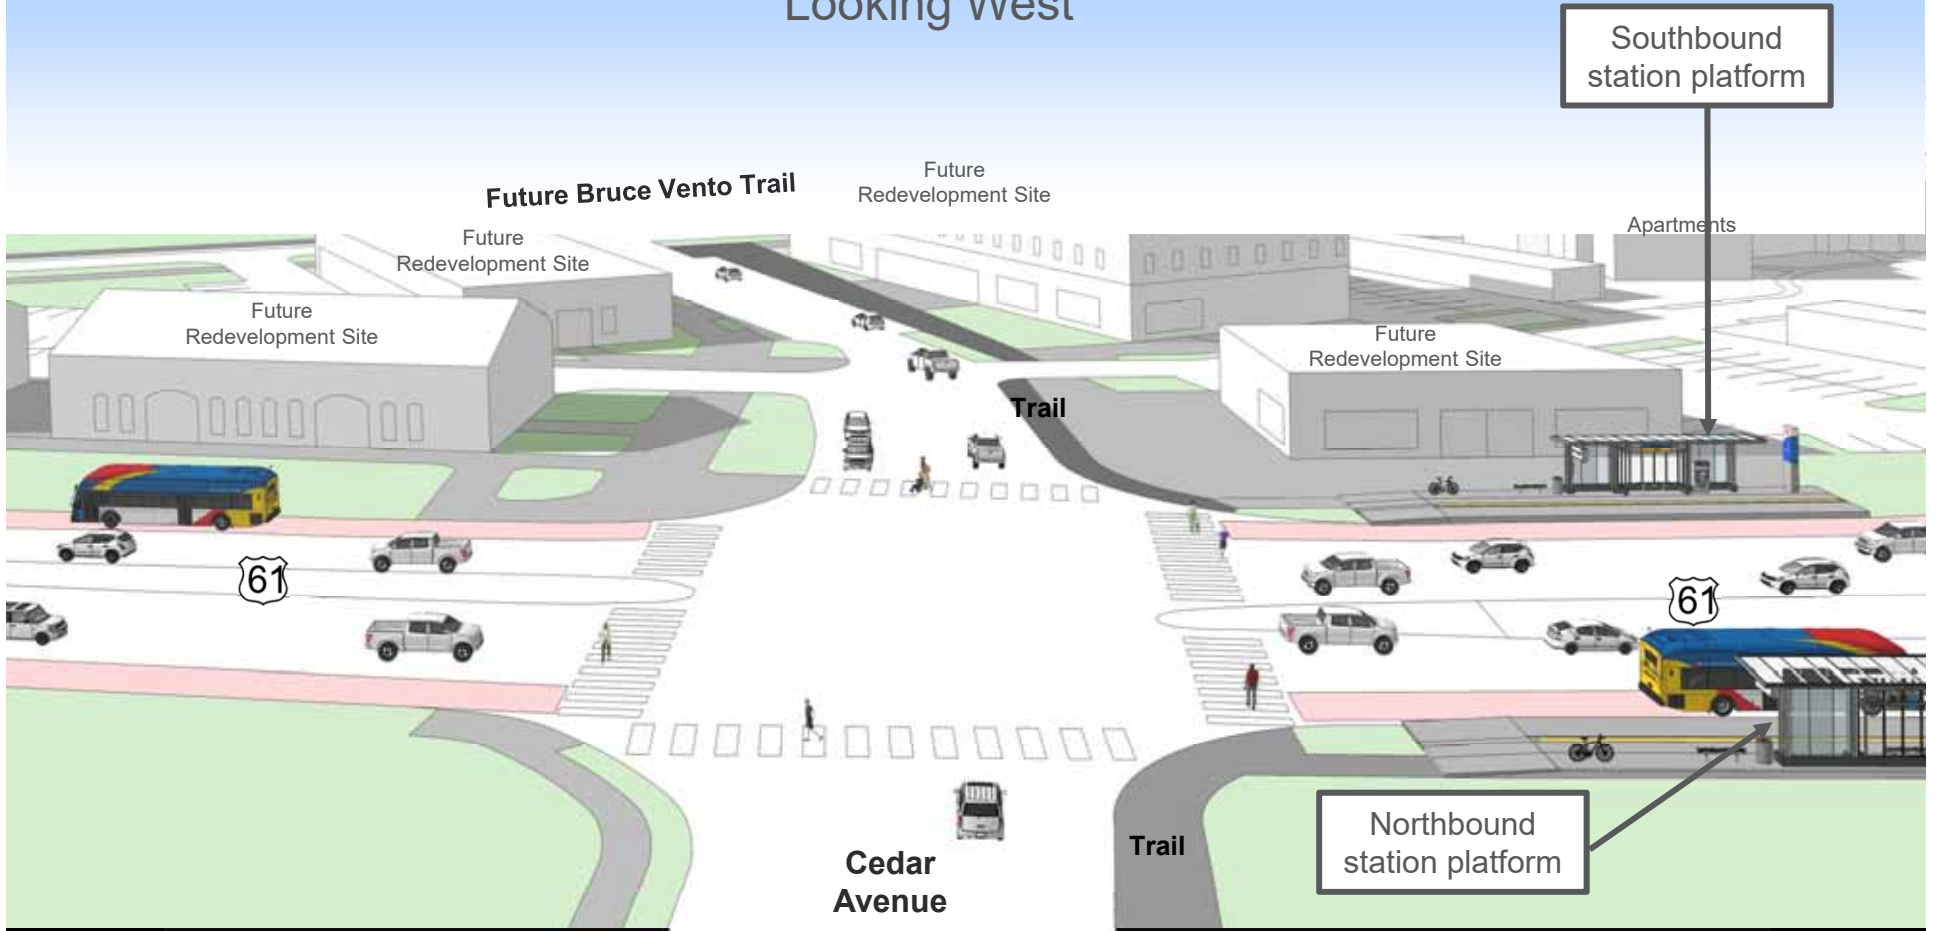 Looking West
Southbound
station platform
Future
Redevelopment Site
Future Bruce Vento Trail
Apartments
Future
Redevelopment Site
Future
Redevelopment Site
Future
Redevelopment Site
Trail
61
61
Northbound
station platform
Trail
Cedar
Avenue